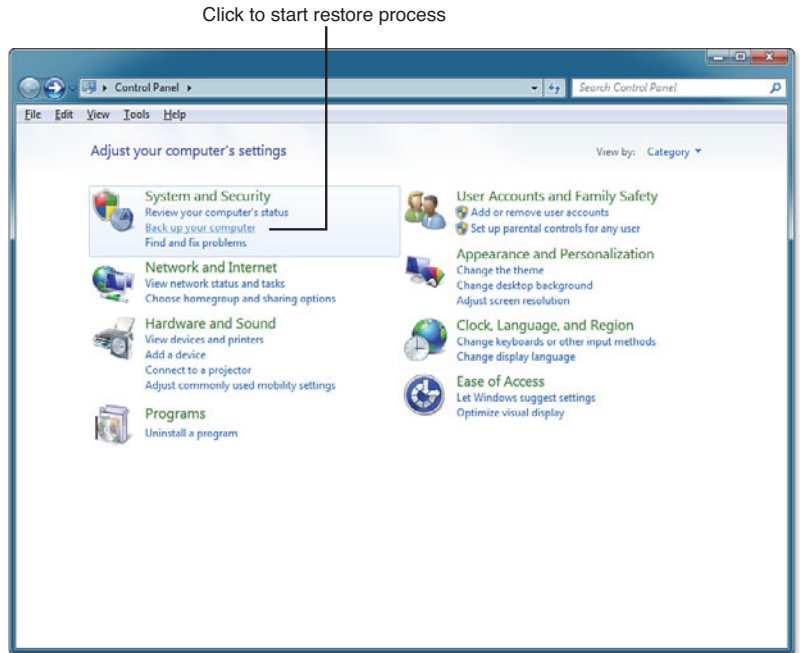 Click to start restore process
Control Panel
Search Control Panel
File Edit View Tools Help
Adjust your computer's settings
View by: Category
System and Security
Review your computer's status
Back up your computer
Find and fix problems
Network and Internet
View network status and tasks
Choose homegroup and sharing options
Hardware and Sound
View devices and printers
Add a device
Connect to a projector
Adjust commonly used mobility settings
Programs
Uninstall a program
User Accounts and Family Safety
Add or remove user accounts
Set up parental controls for any user
Appearance and Personalization
Change the theme
Change desktop background
Adjust screen resolution
Clock, Language, and Region
Change keyboards or other input methods
Change display language
Ease of Access
Let Windows suggest settings
Optimize visual display